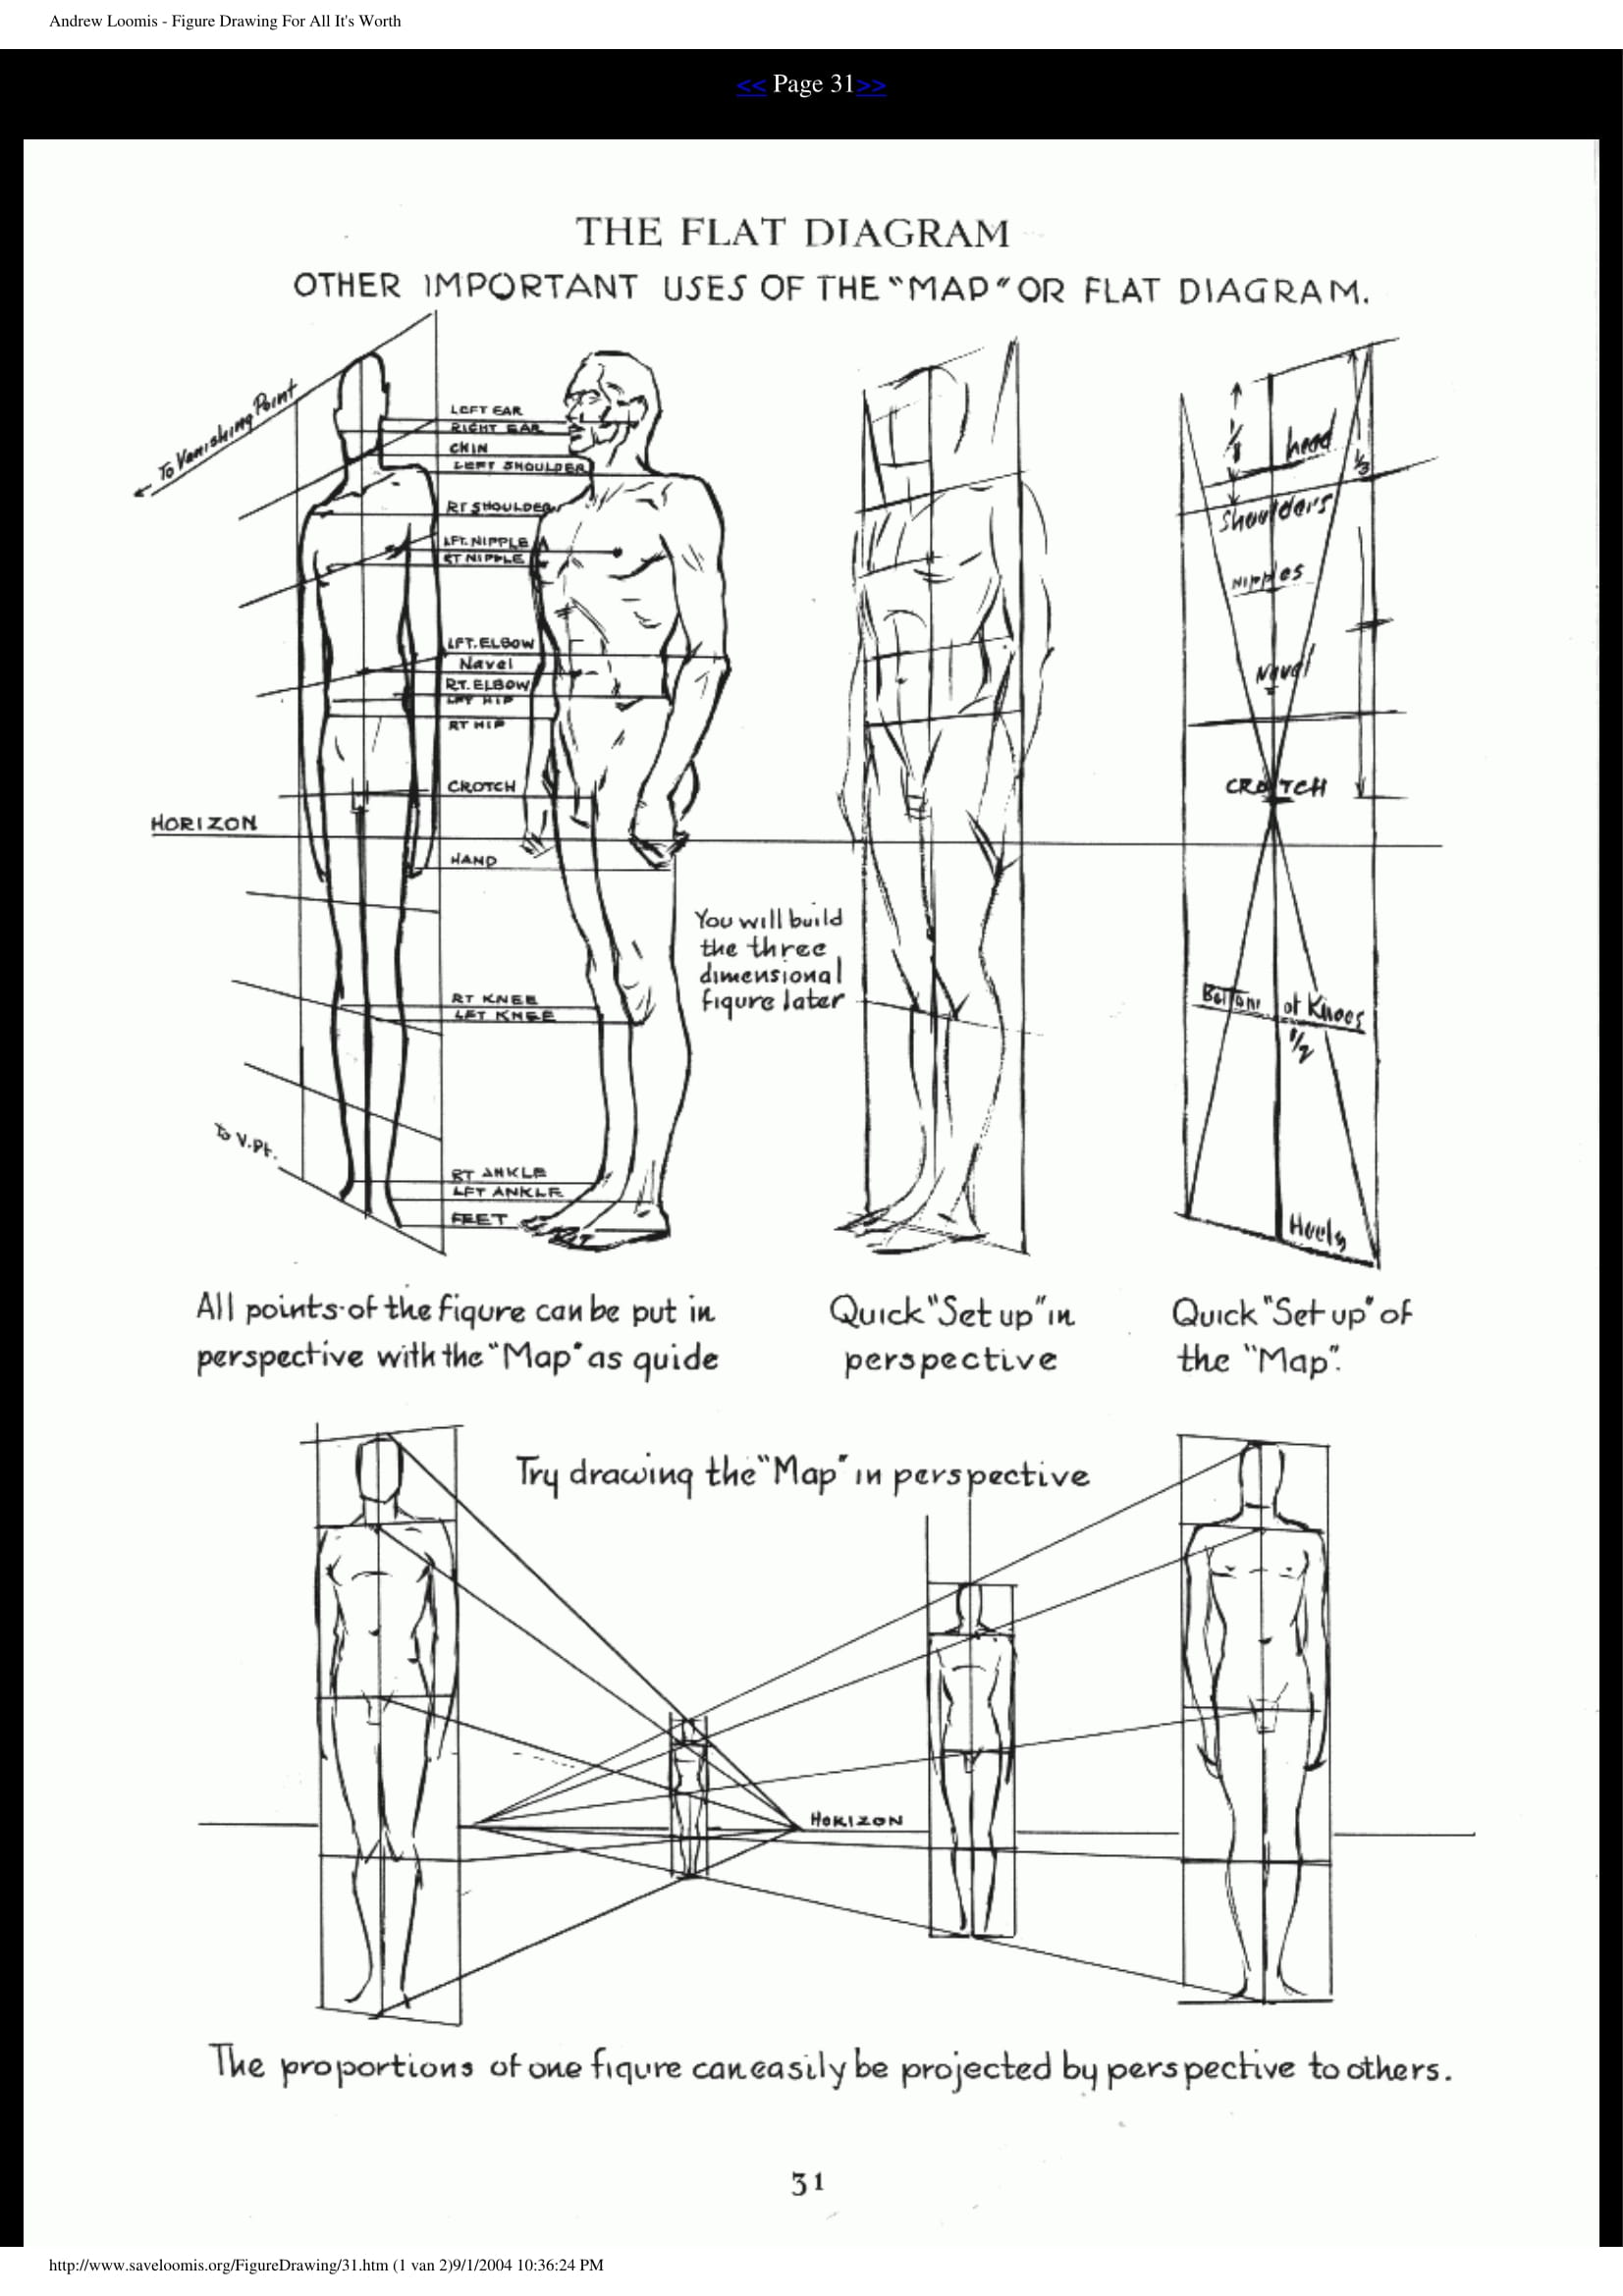 Andrew Loomis - Figure Drawing For All It's Worth
<< Page 31>>
THE FLAT DIAGRAM
OTHER IMPORTANT USES OF THE "MAP" OR FLAT DIAGRAM.
To Vanishing Point
LEFT EAR
RIGHT EAR
CHIN
LEFT SHOULDER
RT SHOULDER
LFT. NIPPLE
RT NIPPLE
LFT. ELBOW
Navel
RT. ELBOW
LFT HIP
RT HIP
CROTCH
HORIZON
HAND
RT KNEE
LFT KNEE
To V.Pt.
RT ANKLE
LFT ANKLE
FEET
You will build
the three
dimensional
figure later
1/8
head
1/3
Shoulders
Nipples
Navel
CROTCH
Bottom of Knees
1/2
Heels
All points of the figure can be put in
perspective with the "Map" as guide
Quick "Set up" in
perspective
Quick "Set up" of
the "Map".
Try drawing the "Map" in perspective
HORIZON
The proportions of one figure can easily be projected by perspective to others.
31
http://www.saveloomis.org/FigureDrawing/31.htm (1 van 2)9/1/2004 10:36:24 PM